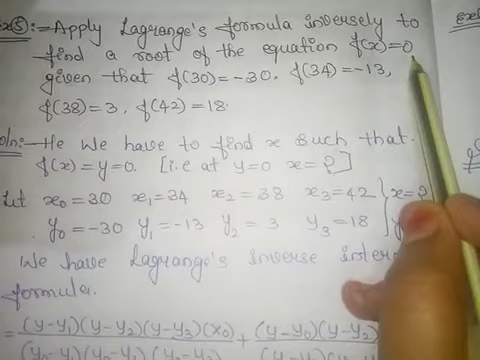 Ex⑤:- Apply Lagrange's formula inversely to
find a root of the equation f(x)=0
given that f(30)=-30, f(34)=-13,
f(38)=3, f(42)=18.
oln:- He we have to find x such that
f(x)=y=0. [i.e at y=0 x=?]
Let x₀=30 x₁=34 x₂=38 x₃=42 } x=?
y₀=-30 y₁=-13 y₂=3 y₃=18 } y
We have Lagrange's inverse inter
formula.
= (y-y₁)(y-y₂)(y-y₃)(x₀) + (y-y₀)(y-y₂)